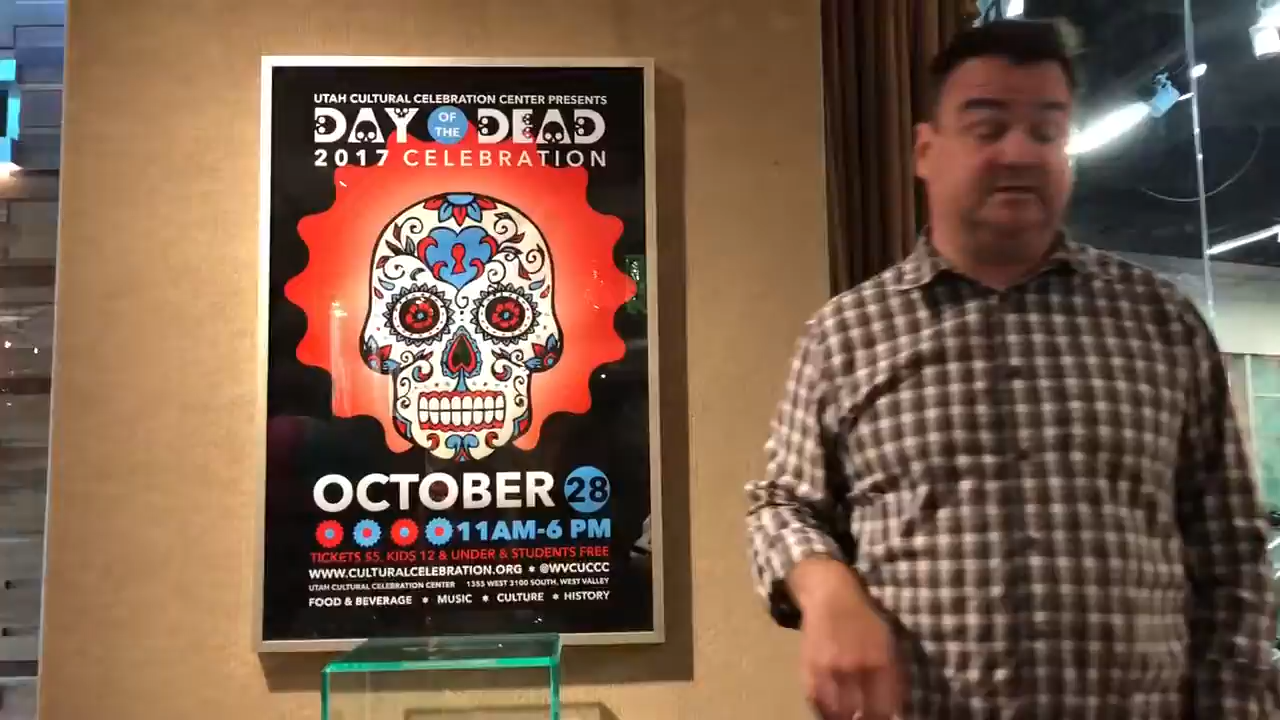 UTAH CULTURAL CELEBRATION CENTER PRESENTS
DAY OF THE DEAD
2017 CELEBRATION
OCTOBER 28
11AM-6 PM
TICKETS $5, KIDS 12 & UNDER & STUDENTS FREE
WWW.CULTURALCELEBRATION.ORG * @WVCUCCC
UTAH CULTURAL CELEBRATION CENTER 1355 WEST 3100 SOUTH, WEST VALLEY
FOOD & BEVERAGE * MUSIC * CULTURE * HISTORY